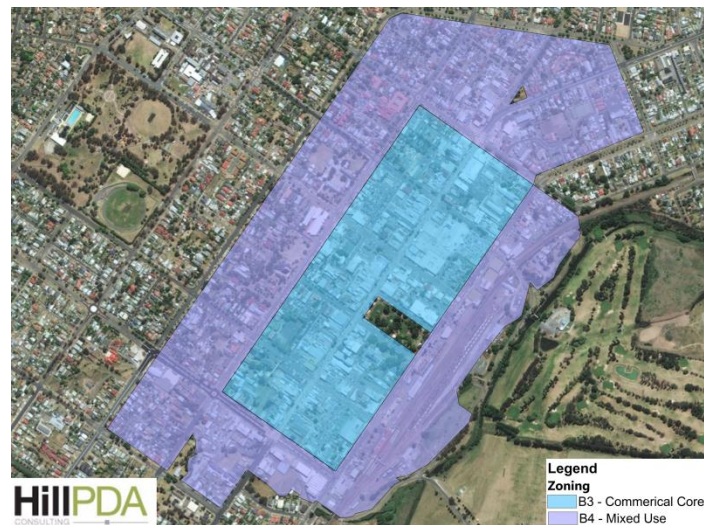 HillPDA
CONSULTING
Legend
Zoning
B3 - Commerical Core
B4 - Mixed Use